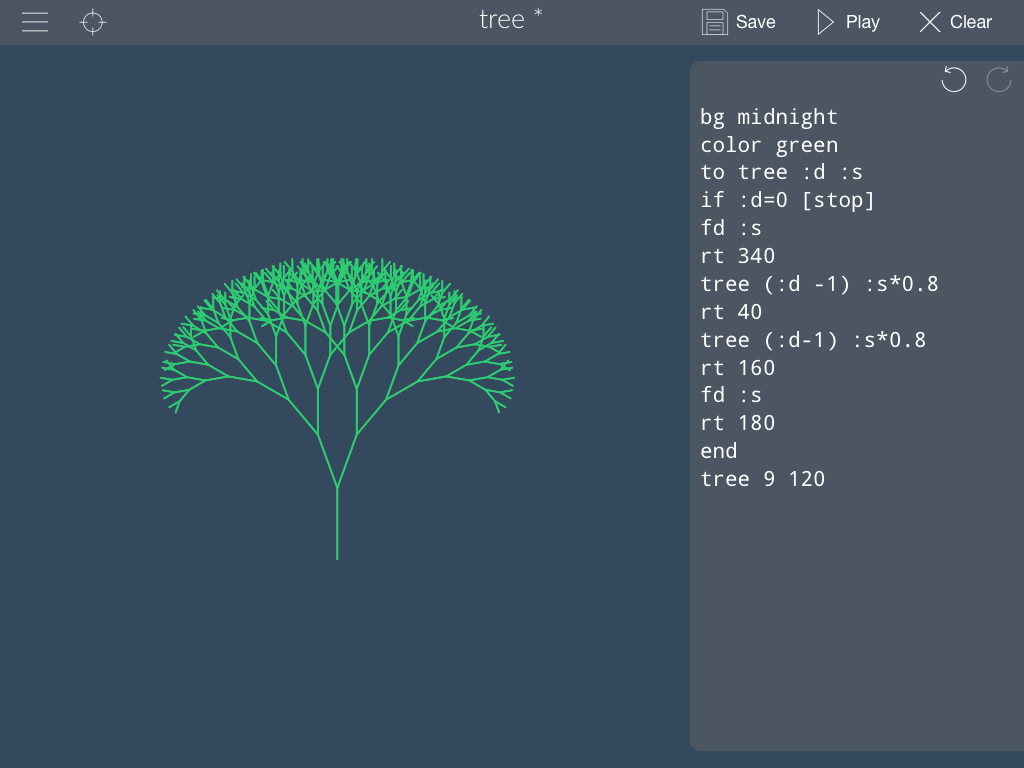 tree *
Save Play Clear
bg midnight
color green
to tree :d :s
if :d=0 [stop]
fd :s
rt 340
tree (:d -1) :s*0.8
rt 40
tree (:d-1) :s*0.8
rt 160
fd :s
rt 180
end
tree 9 120